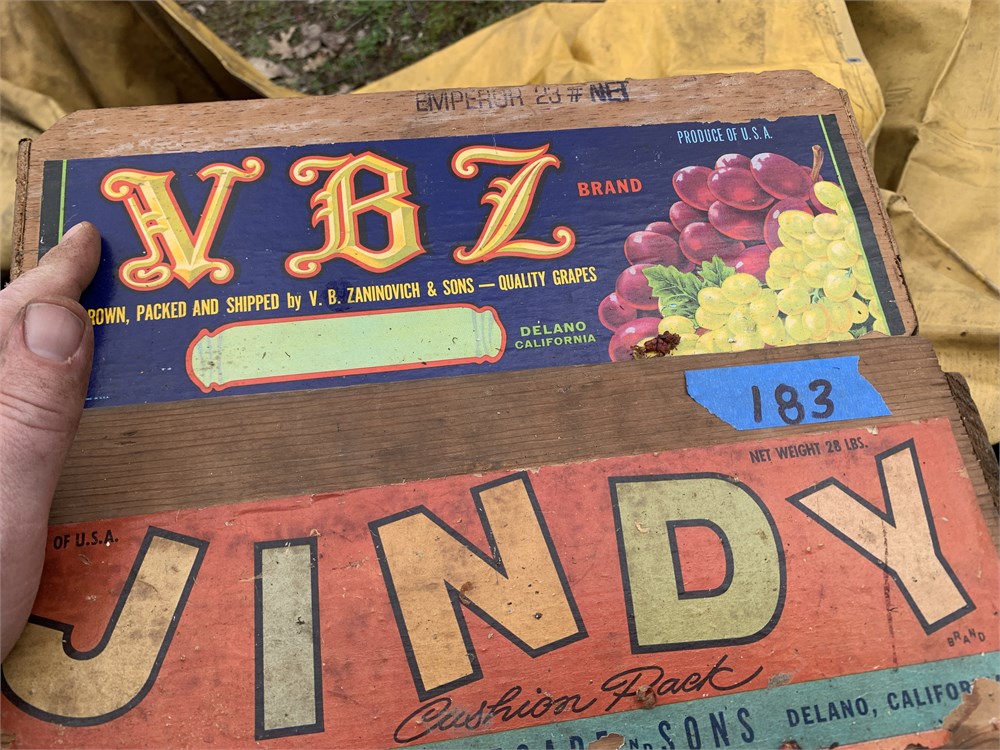 EMPEROR 23 # NET
PRODUCE OF U.S.A.
VBZ BRAND
ROWN, PACKED AND SHIPPED by V. B. ZANINOVICH & SONS — QUALITY GRAPES
DELANO
CALIFORNIA
183
NET WEIGHT 28 LBS.
OF U.S.A.
JINDY
BRAND
Cushion Pack
AND SONS DELANO, CALIFOR